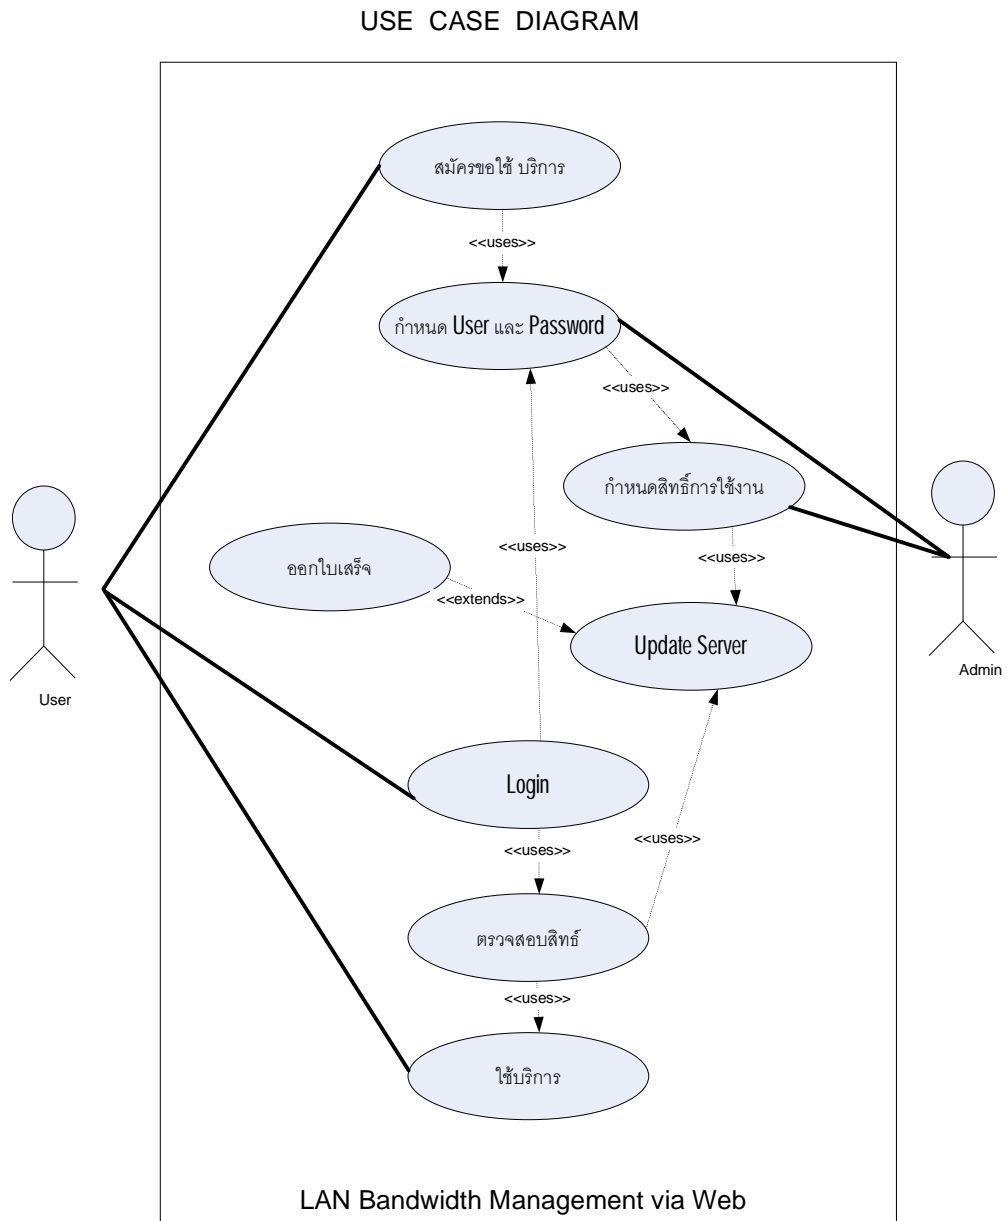 USE CASE DIAGRAM
สมัครขอใช้ บริการ
<<uses>>
กำหนด User และ Password
<<uses>>
กำหนดสิทธิ์การใช้งาน
<<uses>>
<<uses>>
ออกใบเสร็จ
<<extends>>
Update Server
User
Admin
Login
<<uses>>
<<uses>>
ตรวจสอบสิทธ์
<<uses>>
ใช้บริการ
LAN Bandwidth Management via Web